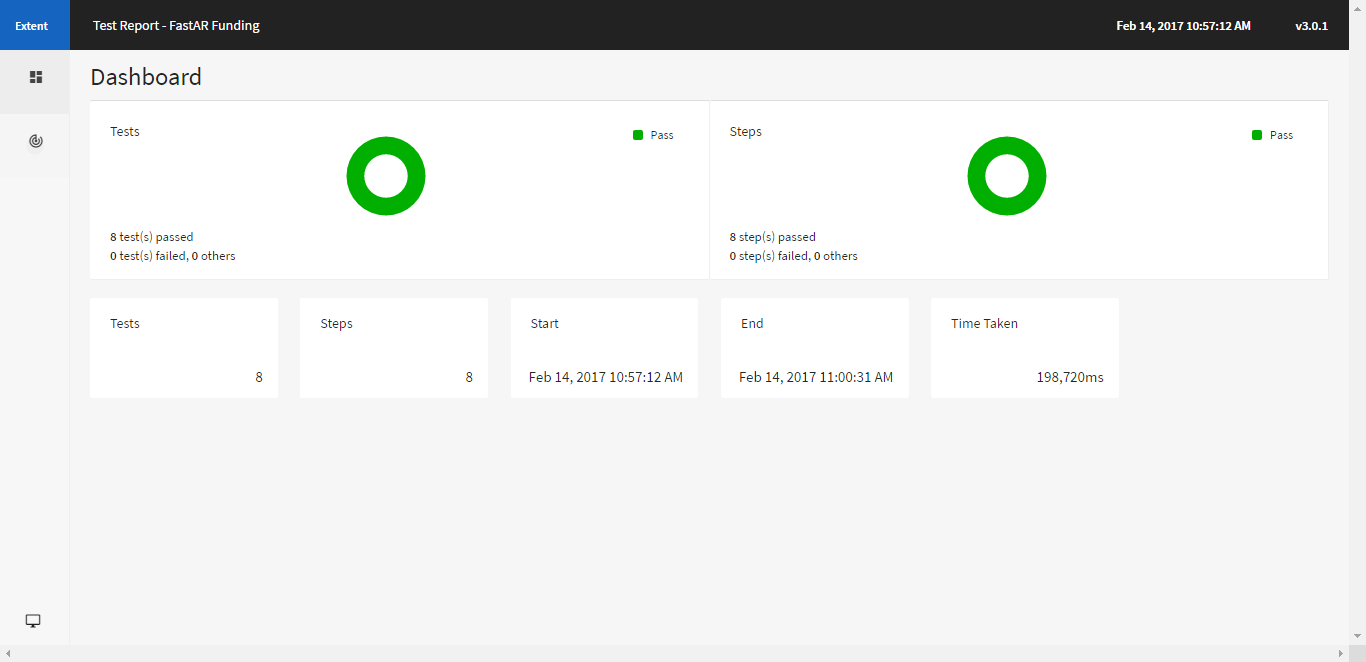 Extent
Test Report - FastAR Funding
Feb 14, 2017 10:57:12 AM
v3.0.1
Dashboard
Tests
Pass
8 test(s) passed
0 test(s) failed, 0 others
Steps
Pass
8 step(s) passed
0 step(s) failed, 0 others
Tests
8
Steps
8
Start
Feb 14, 2017 10:57:12 AM
End
Feb 14, 2017 11:00:31 AM
Time Taken
198,720ms